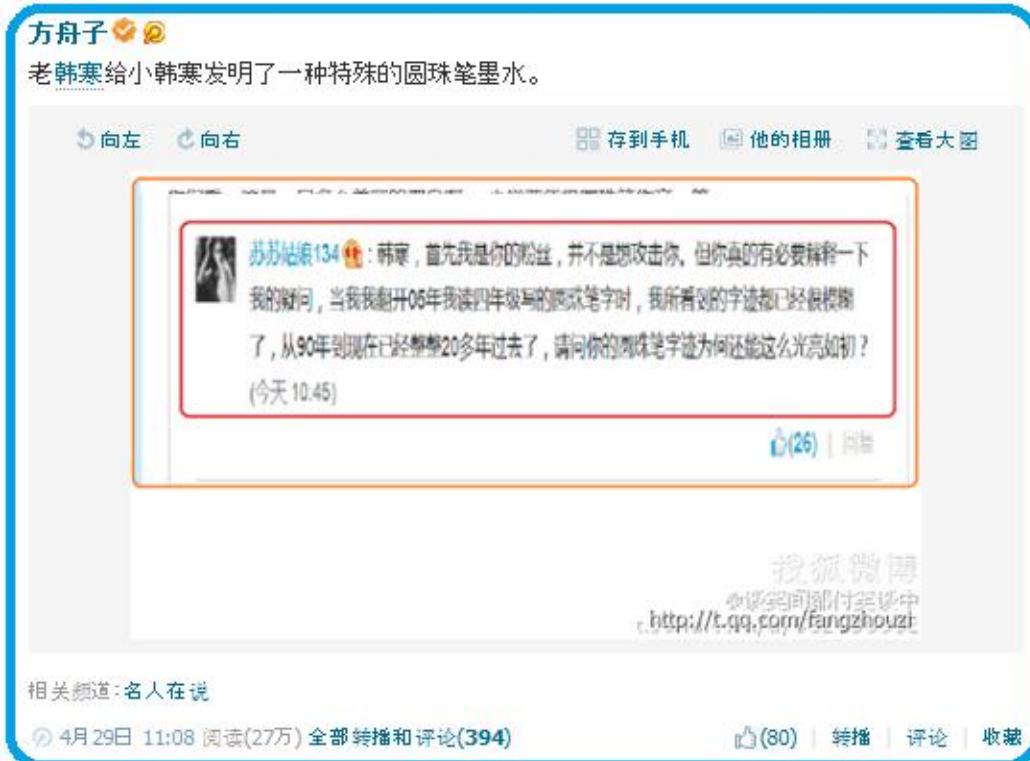 方舟子
老韩寒给小韩寒发明了一种特殊的圆珠笔墨水。
向左 向右 存到手机 他的相册 查看大图
苏苏姑娘134：韩寒，首先我是你的粉丝，并不是想攻击你，但你真的有必要解释一下
我的疑问，当我我翻开05年我读四年级写的圆珠笔字时，我所看到的字迹都已经很模糊
了，从90年到现在已经整整20多年过去了，请问你的圆珠笔字迹为何还能这么光亮如初？
(今天 10:45)
(26) | 回复
搜狐微博
http://t.qq.com/fangzhouzi
相关频道:名人在说
4月29日 11:08 阅读(27万) 全部转播和评论(394) (80) | 转播 | 评论 | 收藏